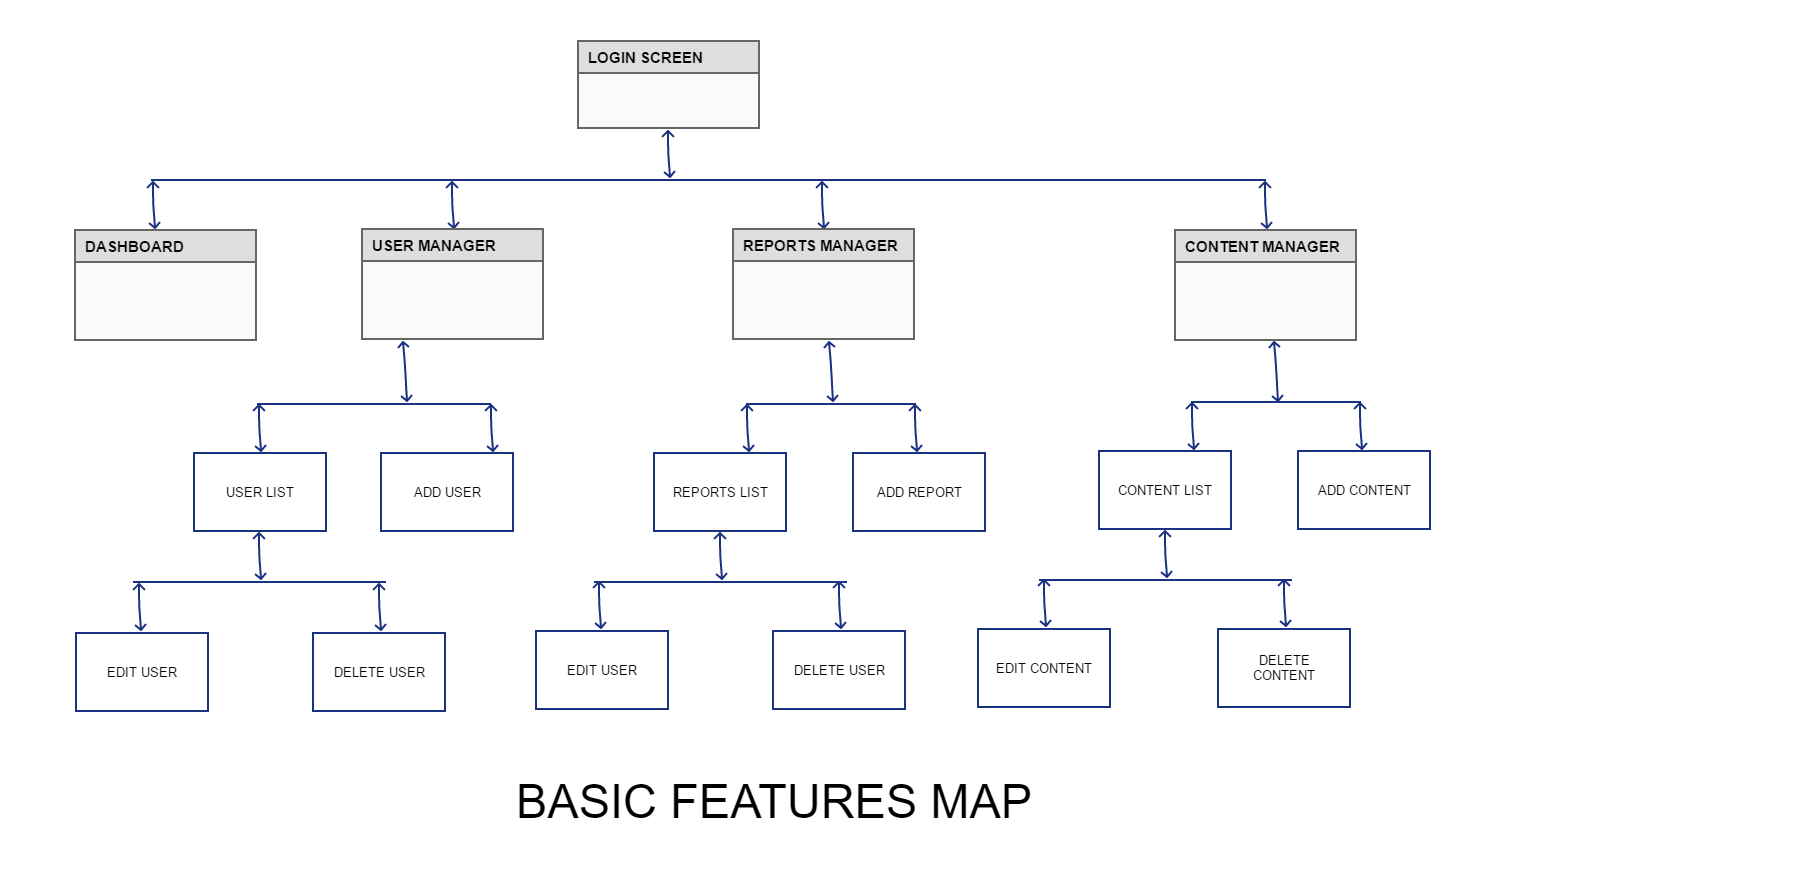 LOGIN SCREEN
DASHBOARD
USER MANAGER
REPORTS MANAGER
CONTENT MANAGER
USER LIST
ADD USER
REPORTS LIST
ADD REPORT
CONTENT LIST
ADD CONTENT
EDIT USER
DELETE USER
EDIT USER
DELETE USER
EDIT CONTENT
DELETE
CONTENT
BASIC FEATURES MAP